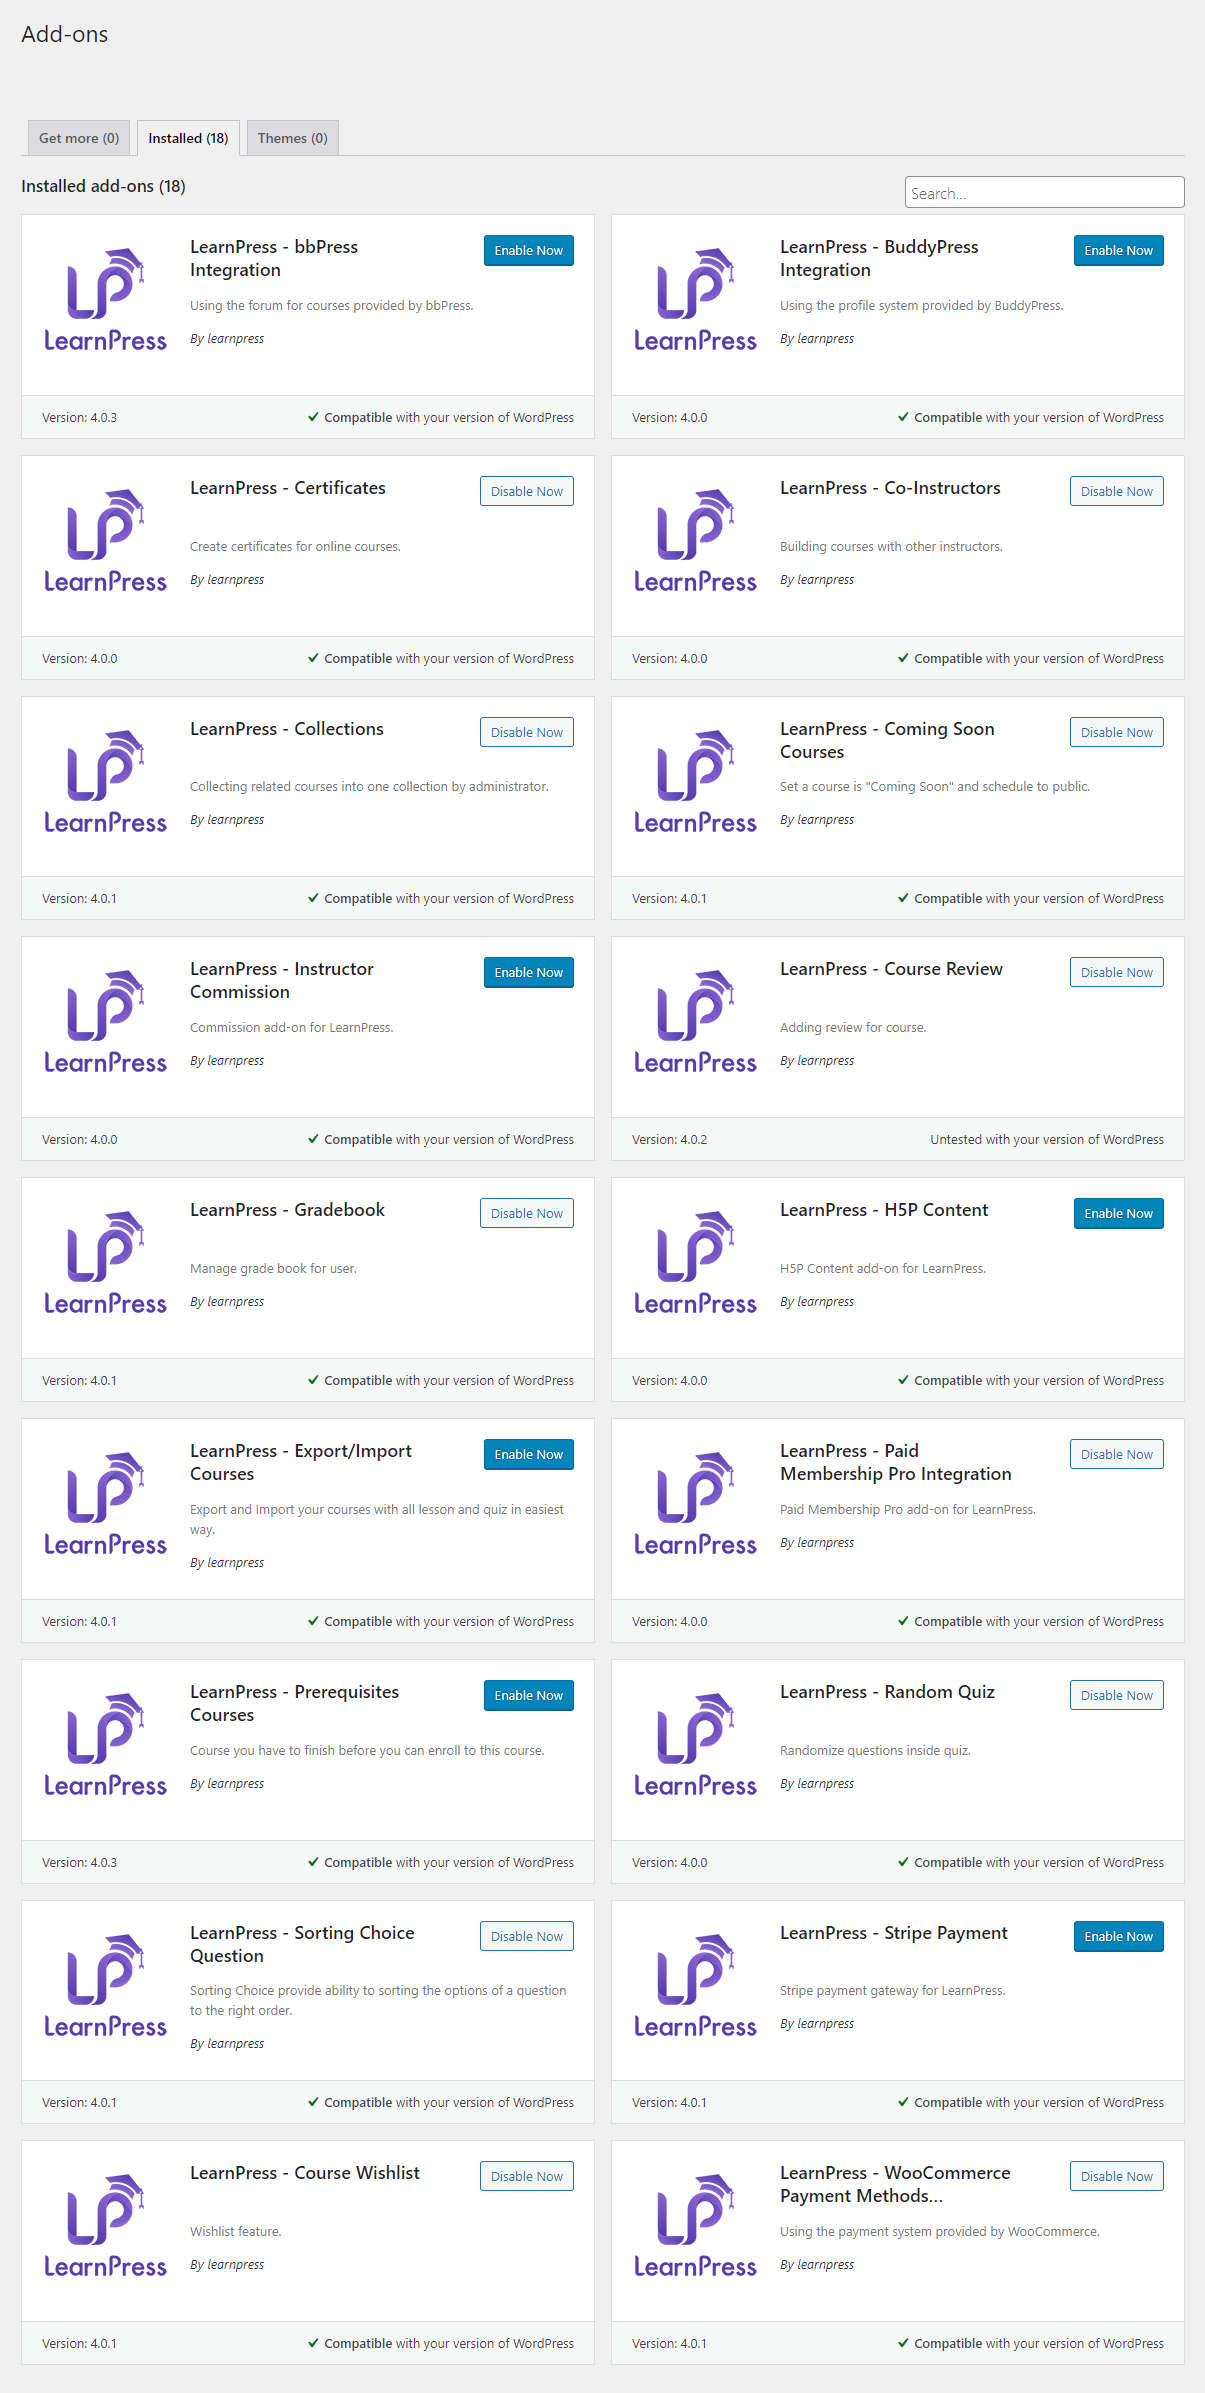 Add-ons
Get more (0)
Installed (18)
Themes (0)
Installed add-ons (18)
Search...
LearnPress
LearnPress - bbPress
Integration
Enable Now
Using the forum for courses provided by bbPress.
By learnpress
Version: 4.0.3
Compatible with your version of WordPress
LearnPress
LearnPress - BuddyPress
Integration
Enable Now
Using the profile system provided by BuddyPress.
By learnpress
Version: 4.0.0
Compatible with your version of WordPress
LearnPress
LearnPress - Certificates
Disable Now
Create certificates for online courses.
By learnpress
Version: 4.0.0
Compatible with your version of WordPress
LearnPress
LearnPress - Co-Instructors
Disable Now
Building courses with other instructors.
By learnpress
Version: 4.0.0
Compatible with your version of WordPress
LearnPress
LearnPress - Collections
Disable Now
Collecting related courses into one collection by administrator.
By learnpress
Version: 4.0.1
Compatible with your version of WordPress
LearnPress
LearnPress - Coming Soon
Courses
Disable Now
Set a course is "Coming Soon" and schedule to public.
By learnpress
Version: 4.0.1
Compatible with your version of WordPress
LearnPress
LearnPress - Instructor
Commission
Enable Now
Commission add-on for LearnPress.
By learnpress
Version: 4.0.0
Compatible with your version of WordPress
LearnPress
LearnPress - Course Review
Disable Now
Adding review for course.
By learnpress
Version: 4.0.2
Untested with your version of WordPress
LearnPress
LearnPress - Gradebook
Disable Now
Manage grade book for user.
By learnpress
Version: 4.0.1
Compatible with your version of WordPress
LearnPress
LearnPress - H5P Content
Enable Now
H5P Content add-on for LearnPress.
By learnpress
Version: 4.0.0
Compatible with your version of WordPress
LearnPress
LearnPress - Export/Import
Courses
Enable Now
Export and Import your courses with all lesson and quiz in easiest
way.
By learnpress
Version: 4.0.1
Compatible with your version of WordPress
LearnPress
LearnPress - Paid
Membership Pro Integration
Disable Now
Paid Membership Pro add-on for LearnPress.
By learnpress
Version: 4.0.0
Compatible with your version of WordPress
LearnPress
LearnPress - Prerequisites
Courses
Enable Now
Course you have to finish before you can enroll to this course.
By learnpress
Version: 4.0.3
Compatible with your version of WordPress
LearnPress
LearnPress - Random Quiz
Disable Now
Randomize questions inside quiz.
By learnpress
Version: 4.0.0
Compatible with your version of WordPress
LearnPress
LearnPress - Sorting Choice
Question
Disable Now
Sorting Choice provide ability to sorting the options of a question
to the right order.
By learnpress
Version: 4.0.1
Compatible with your version of WordPress
LearnPress
LearnPress - Stripe Payment
Enable Now
Stripe payment gateway for LearnPress.
By learnpress
Version: 4.0.1
Compatible with your version of WordPress
LearnPress
LearnPress - Course Wishlist
Disable Now
Wishlist feature.
By learnpress
Version: 4.0.1
Compatible with your version of WordPress
LearnPress
LearnPress - WooCommerce
Payment Methods...
Disable Now
Using the payment system provided by WooCommerce.
By learnpress
Version: 4.0.1
Compatible with your version of WordPress